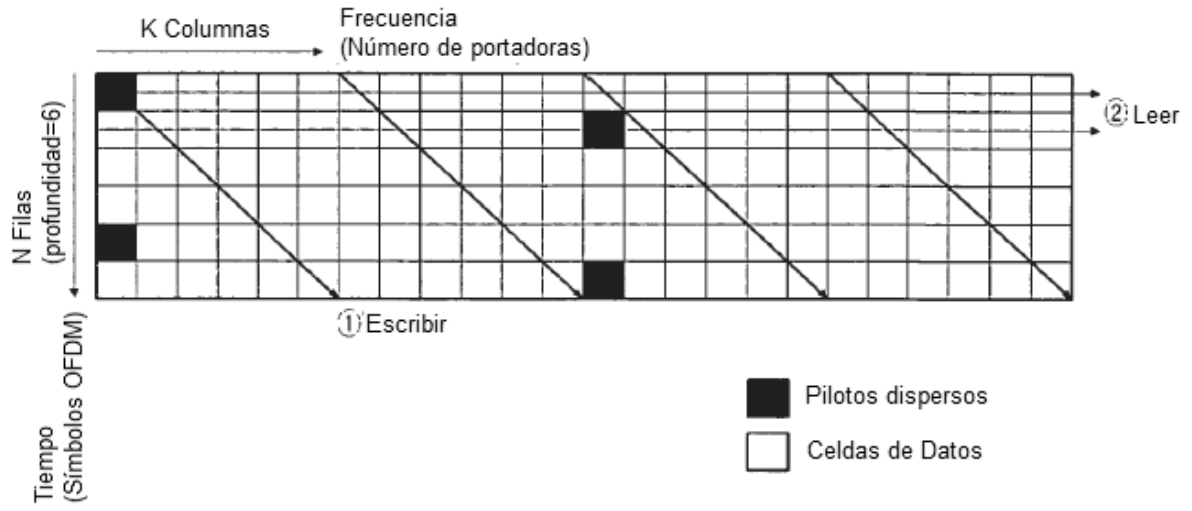 K Columnas
Frecuencia
(Número de portadoras)
N Filas
(profundidad=6)
② Leer
① Escribir
Tiempo
(Símbolos OFDM)
Pilotos dispersos
Celdas de Datos